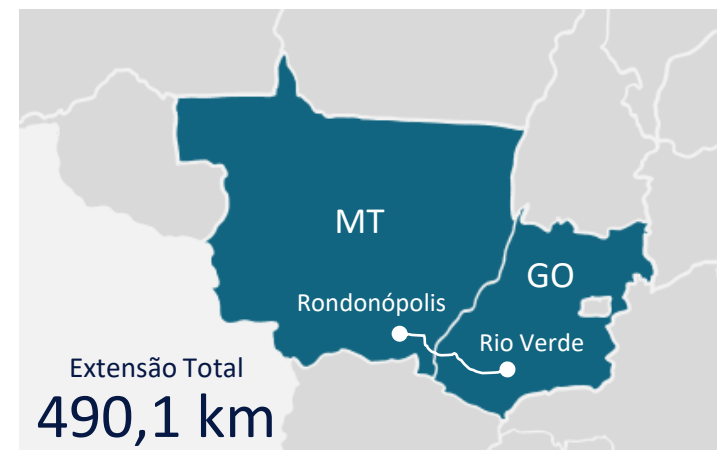 MT
GO
Rondonópolis
Rio Verde
Extensão Total
490,1 km